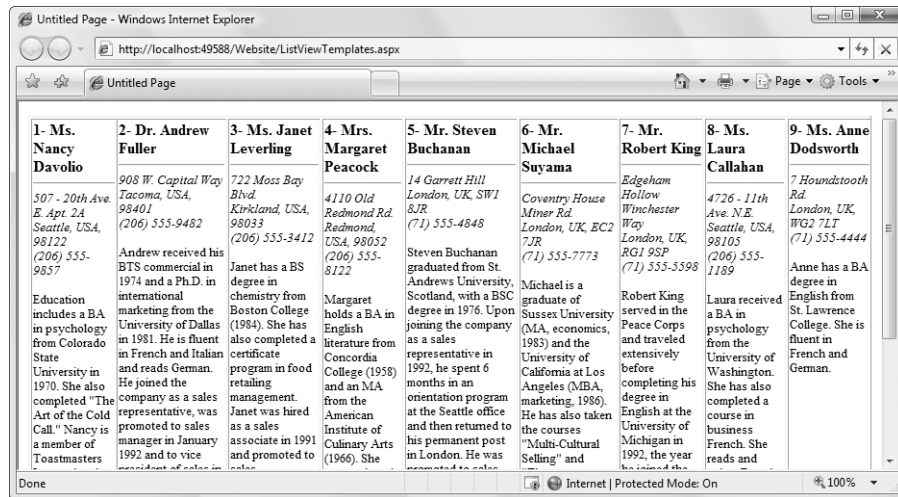 Untitled Page - Windows Internet Explorer
http://localhost:49588/Website/ListViewTemplates.aspx
Untitled Page
Page
Tools
1- Ms.
Nancy
Davolio
507 - 20th Ave.
E. Apt. 2A
Seattle, USA,
98122
(206) 555-
9857
Education
includes a BA
in psychology
from Colorado
State
University in
1970. She also
completed "The
Art of the Cold
Call." Nancy is
a member of
Toastmasters
2- Dr. Andrew
Fuller
908 W. Capital Way
Tacoma, USA,
98401
(206) 555-9482
Andrew received his
BTS commercial in
1974 and a Ph.D. in
international
marketing from the
University of Dallas
in 1981. He is fluent
in French and Italian
and reads German.
He joined the
company as a sales
representative, was
promoted to sales
manager in January
1992 and to vice
president of sales in
3- Ms. Janet
Leverling
722 Moss Bay
Blvd.
Kirkland, USA,
98033
(206) 555-3412
Janet has a BS
degree in
chemistry from
Boston College
(1984). She has
also completed a
certificate
program in food
retailing
management.
Janet was hired
as a sales
associate in 1991
and promoted to
sales
4- Mrs.
Margaret
Peacock
4110 Old
Redmond Rd.
Redmond,
USA, 98052
(206) 555-
8122
Margaret
holds a BA in
English
literature from
Concordia
College (1958)
and an MA
from the
American
Institute of
Culinary Arts
(1966). She
5- Mr. Steven
Buchanan
14 Garrett Hill
London, UK, SW1
8JR
(71) 555-4848
Steven Buchanan
graduated from St.
Andrews University,
Scotland, with a BSC
degree in 1976. Upon
joining the company
as a sales
representative in
1992, he spent 6
months in an
orientation program
at the Seattle office
and then returned to
his permanent post
in London. He was
promoted to sales
6- Mr.
Michael
Suyama
Coventry House
Miner Rd.
London, UK, EC2
7JR
(71) 555-7773
Michael is a
graduate of
Sussex University
(MA, economics,
1983) and the
University of
California at Los
Angeles (MBA,
marketing, 1986).
He has also taken
the courses
"Multi-Cultural
Selling" and
7- Mr.
Robert King
Edgeham
Hollow
Winchester
Way
London, UK,
RG1 9SP
(71) 555-5598
Robert King
served in the
Peace Corps
and traveled
extensively
before
completing his
degree in
English at the
University of
Michigan in
1992, the year
he joined the
8- Ms.
Laura
Callahan
4726 - 11th
Ave. N.E.
Seattle, USA,
98105
(206) 555-
1189
Laura received
a BA in
psychology
from the
University of
Washington.
She has also
completed a
course in
business
French. She
reads and
9- Ms. Anne
Dodsworth
7 Houndstooth
Rd.
London, UK,
WG2 7LT
(71) 555-4444
Anne has a BA
degree in
English from
St. Lawrence
College. She is
fluent in
French and
German.
Done
Internet | Protected Mode: On
100%